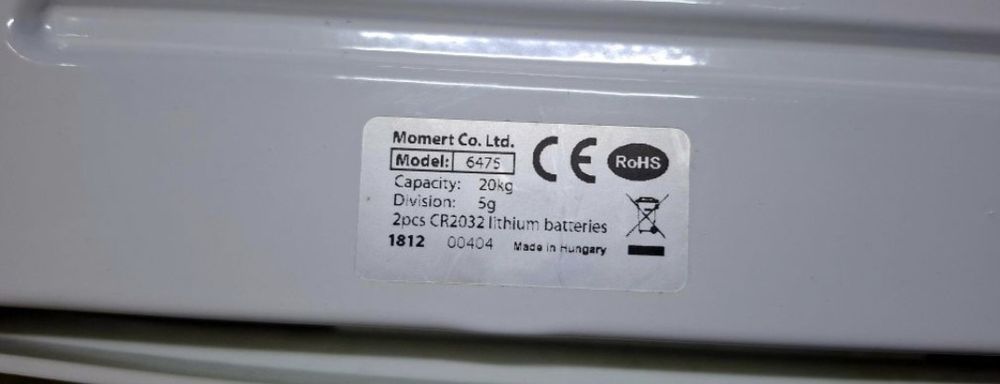 Momert Co. Ltd.
Model: 6475
CE RoHS
Capacity: 20kg
Division: 5g
2pcs CR2032 lithium batteries
1812 00404 Made in Hungary